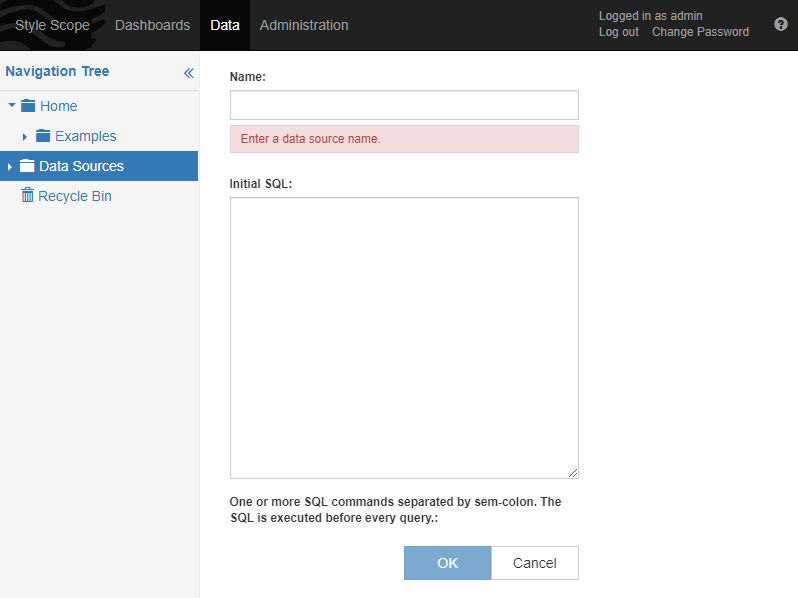 Style Scope Dashboards Data Administration
Logged in as admin
Log out Change Password
?
Navigation Tree
Home
Examples
Data Sources
Recycle Bin
Name:
Enter a data source name.
Initial SQL:
One or more SQL commands separated by sem-colon. The
SQL is executed before every query.:
OK Cancel